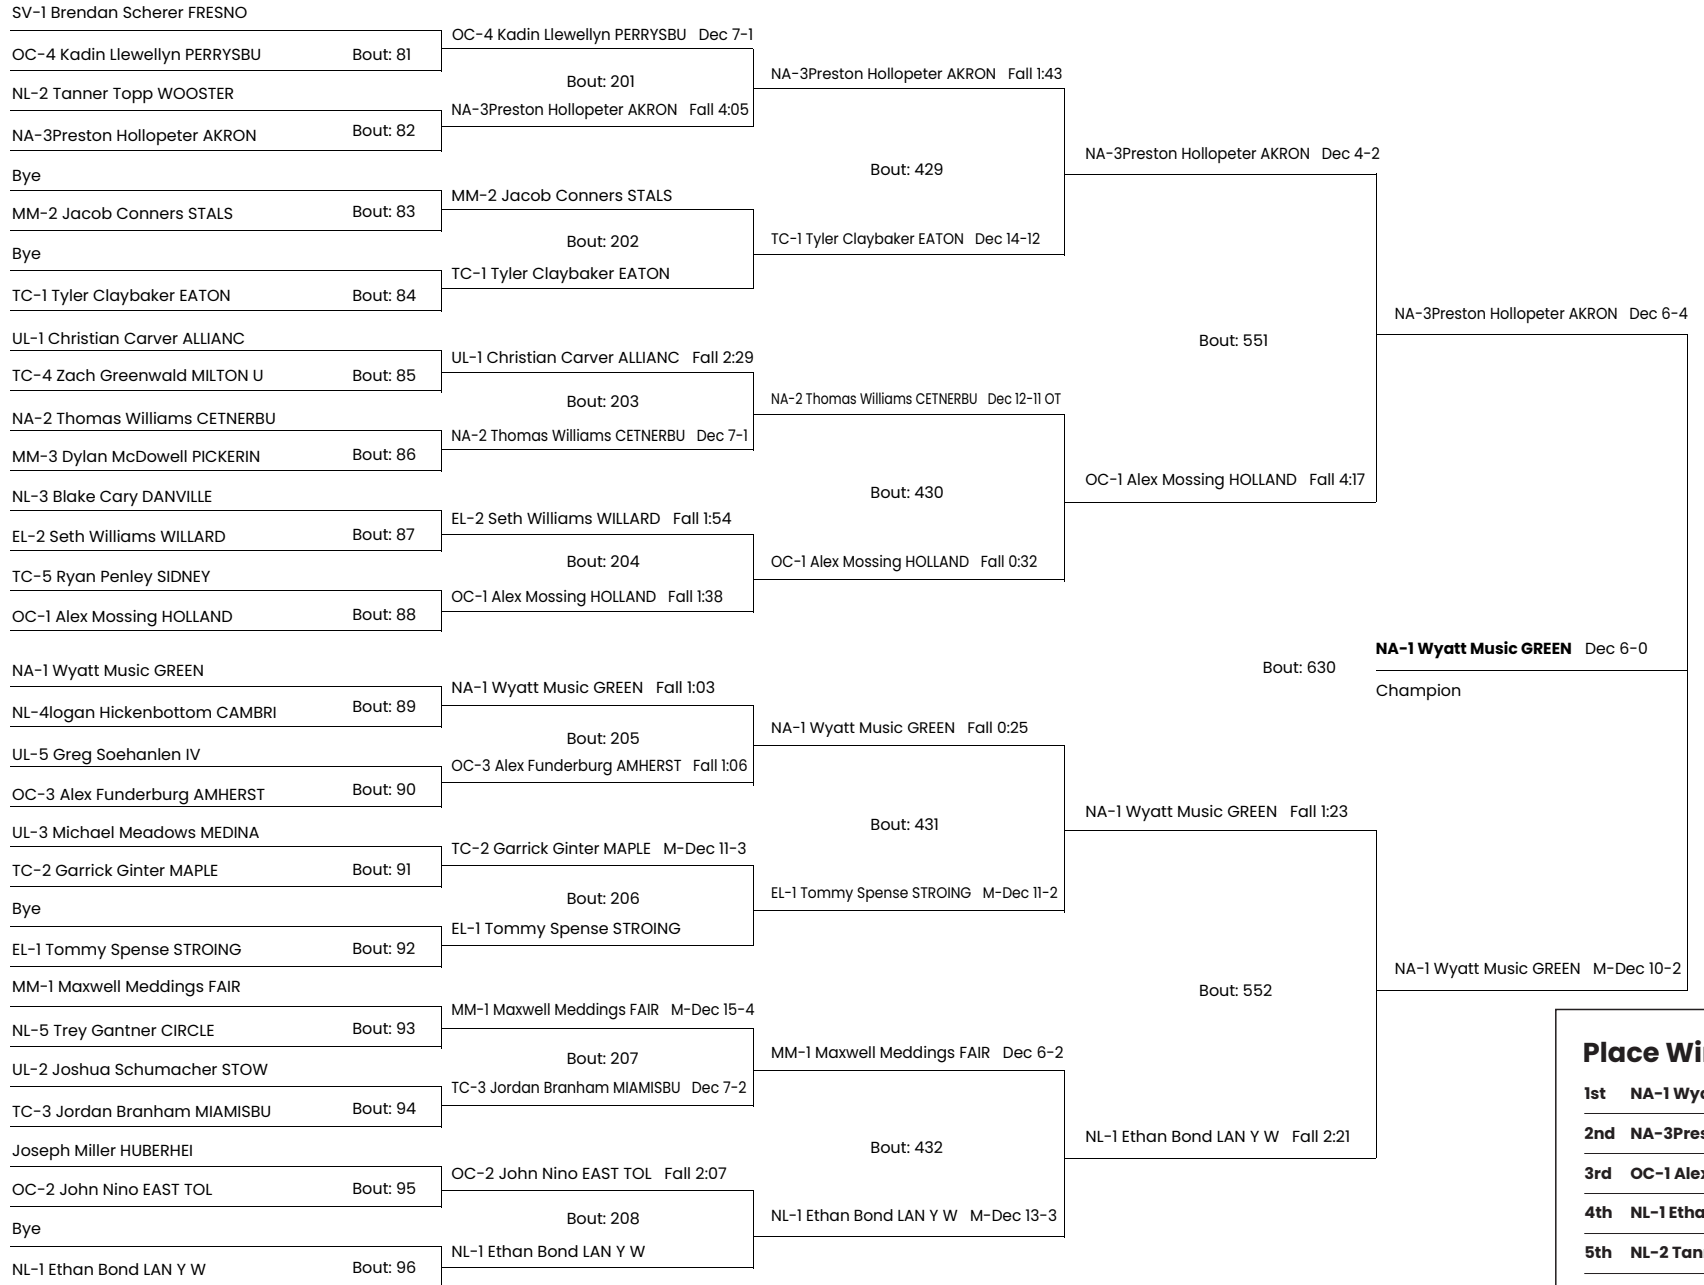 SV-1 Brendan Scherer FRESNO
OC-4 Kadin Llewellyn PERRYSBU Bout: 81
NL-2 Tanner Topp WOOSTER
NA-3Preston Hollopeter AKRON Bout: 82
Bye
MM-2 Jacob Conners STALS Bout: 83
Bye
TC-1 Tyler Claybaker EATON Bout: 84
UL-1 Christian Carver ALLIANC
TC-4 Zach Greenwald MILTON U Bout: 85
NA-2 Thomas Williams CETNERBU
MM-3 Dylan McDowell PICKERIN Bout: 86
NL-3 Blake Cary DANVILLE
EL-2 Seth Williams WILLARD Bout: 87
TC-5 Ryan Penley SIDNEY
OC-1 Alex Mossing HOLLAND Bout: 88
NA-1 Wyatt Music GREEN
NL-4logan Hickenbottom CAMBRI Bout: 89
UL-5 Greg Soehanlen IV
OC-3 Alex Funderburg AMHERST Bout: 90
UL-3 Michael Meadows MEDINA
TC-2 Garrick Ginter MAPLE Bout: 91
Bye
EL-1 Tommy Spense STROING Bout: 92
MM-1 Maxwell Meddings FAIR
NL-5 Trey Gantner CIRCLE Bout: 93
UL-2 Joshua Schumacher STOW
TC-3 Jordan Branham MIAMISBU Bout: 94
Joseph Miller HUBERHEI
OC-2 John Nino EAST TOL Bout: 95
Bye
NL-1 Ethan Bond LAN Y W Bout: 96
OC-4 Kadin Llewellyn PERRYSBU Dec 7-1
Bout: 201
NA-3Preston Hollopeter AKRON Fall 4:05
MM-2 Jacob Conners STALS
Bout: 202
TC-1 Tyler Claybaker EATON
UL-1 Christian Carver ALLIANC Fall 2:29
Bout: 203
NA-2 Thomas Williams CETNERBU Dec 7-1
EL-2 Seth Williams WILLARD Fall 1:54
Bout: 204
OC-1 Alex Mossing HOLLAND Fall 1:38
NA-1 Wyatt Music GREEN Fall 1:03
Bout: 205
OC-3 Alex Funderburg AMHERST Fall 1:06
TC-2 Garrick Ginter MAPLE M-Dec 11-3
Bout: 206
EL-1 Tommy Spense STROING
MM-1 Maxwell Meddings FAIR M-Dec 15-4
Bout: 207
TC-3 Jordan Branham MIAMISBU Dec 7-2
OC-2 John Nino EAST TOL Fall 2:07
Bout: 208
NL-1 Ethan Bond LAN Y W
NA-3Preston Hollopeter AKRON Fall 1:43
Bout: 429
TC-1 Tyler Claybaker EATON Dec 14-12
NA-2 Thomas Williams CETNERBU Dec 12-11 OT
Bout: 430
OC-1 Alex Mossing HOLLAND Fall 0:32
NA-1 Wyatt Music GREEN Fall 0:25
Bout: 431
EL-1 Tommy Spense STROING M-Dec 11-2
MM-1 Maxwell Meddings FAIR Dec 6-2
Bout: 432
NL-1 Ethan Bond LAN Y W M-Dec 13-3
NA-3Preston Hollopeter AKRON Dec 4-2
Bout: 551
OC-1 Alex Mossing HOLLAND Fall 4:17
NA-1 Wyatt Music GREEN Fall 1:23
Bout: 552
NL-1 Ethan Bond LAN Y W Fall 2:21
NA-3Preston Hollopeter AKRON Dec 6-4
Bout: 630
NA-1 Wyatt Music GREEN Dec 6-0
Champion
NA-1 Wyatt Music GREEN M-Dec 10-2
Place
1st NA-1
2nd
3rd OC-1
4th NL-1
5th NL-2